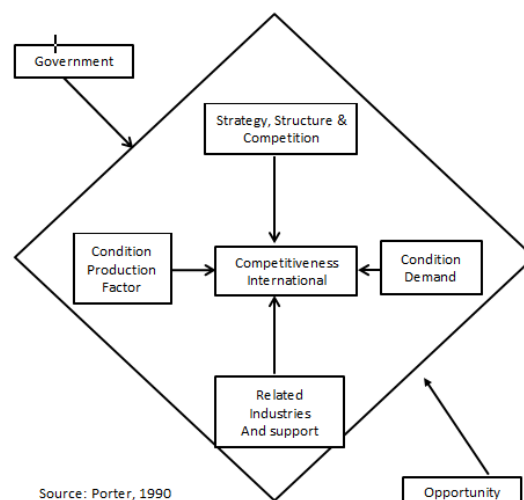 Government
Strategy, Structure &
Competition
Condition
Production
Factor
Competitiveness
International
Condition
Demand
Related
Industries
And support
Source: Porter, 1990
Opportunity